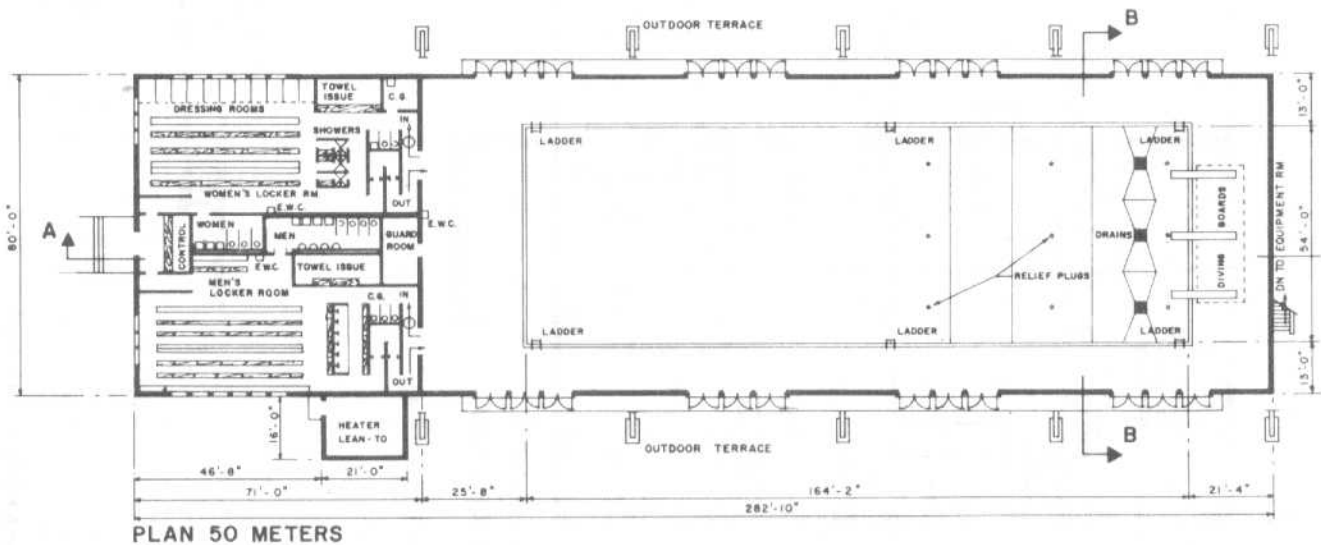 OUTDOOR TERRACE
B
TOWEL
ISSUE
C.G.
IN
DRESSING ROOMS
SHOWERS
WOMEN'S LOCKER RM
OUT
E.W.C.
E.W.C.
80'-0"
A
CONTROL
WOMEN
MEN
GUARD
ROOM
E.W.C.
TOWEL ISSUE
MEN'S
LOCKER ROOM
C.G.
IN
OUT
HEATER
LEAN-TO
16'-0"
LADDER
LADDER
LADDER
DRAINS
RELIEF PLUGS
DIVING BOARDS
LADDER
LADDER
LADDER
13'-0"
54'-0"
13'-0"
DN TO EQUIPMENT RM
OUTDOOR TERRACE
B
46'-8"
21'-0"
71'-0"
25'-8"
164'-2"
21'-4"
282'-10"
PLAN 50 METERS